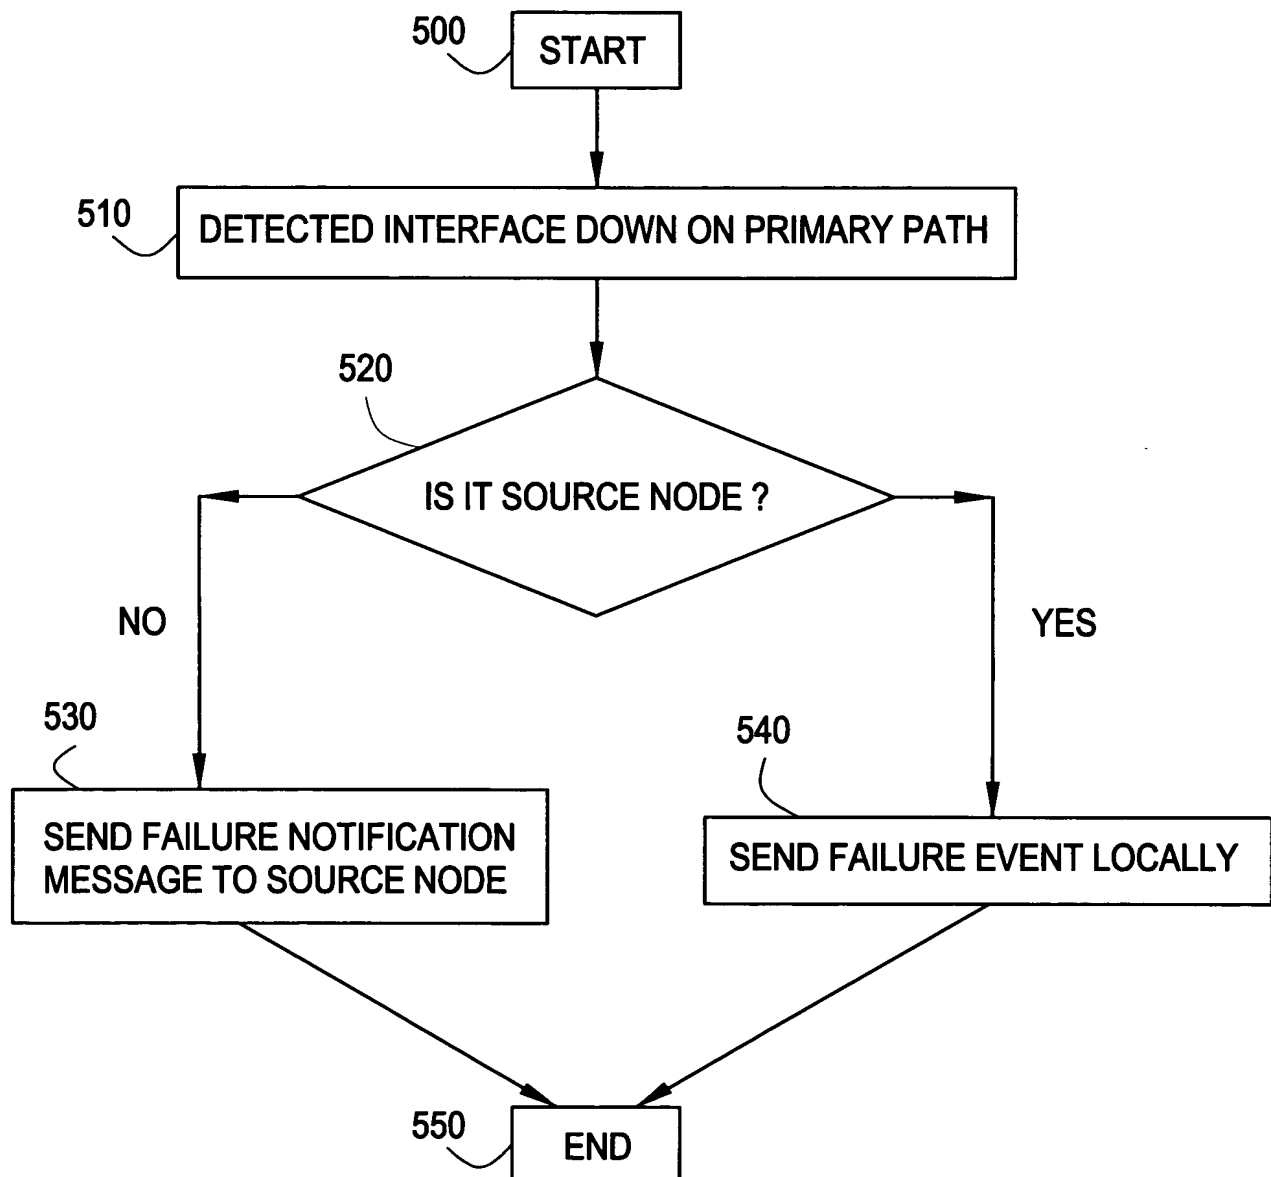 500
START
510
DETECTED INTERFACE DOWN ON PRIMARY PATH
520
IS IT SOURCE NODE ?
NO
YES
530
SEND FAILURE NOTIFICATION
MESSAGE TO SOURCE NODE
540
SEND FAILURE EVENT LOCALLY
550
END